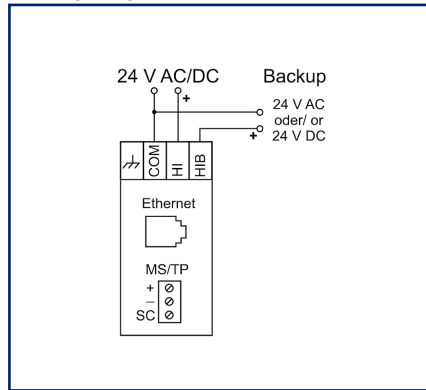 24 V AC/DC
Backup
+
24 V AC
oder/ or
+ 24 V DC
COM
HI
HIB
Ethernet
MS/TP
+
–
SC